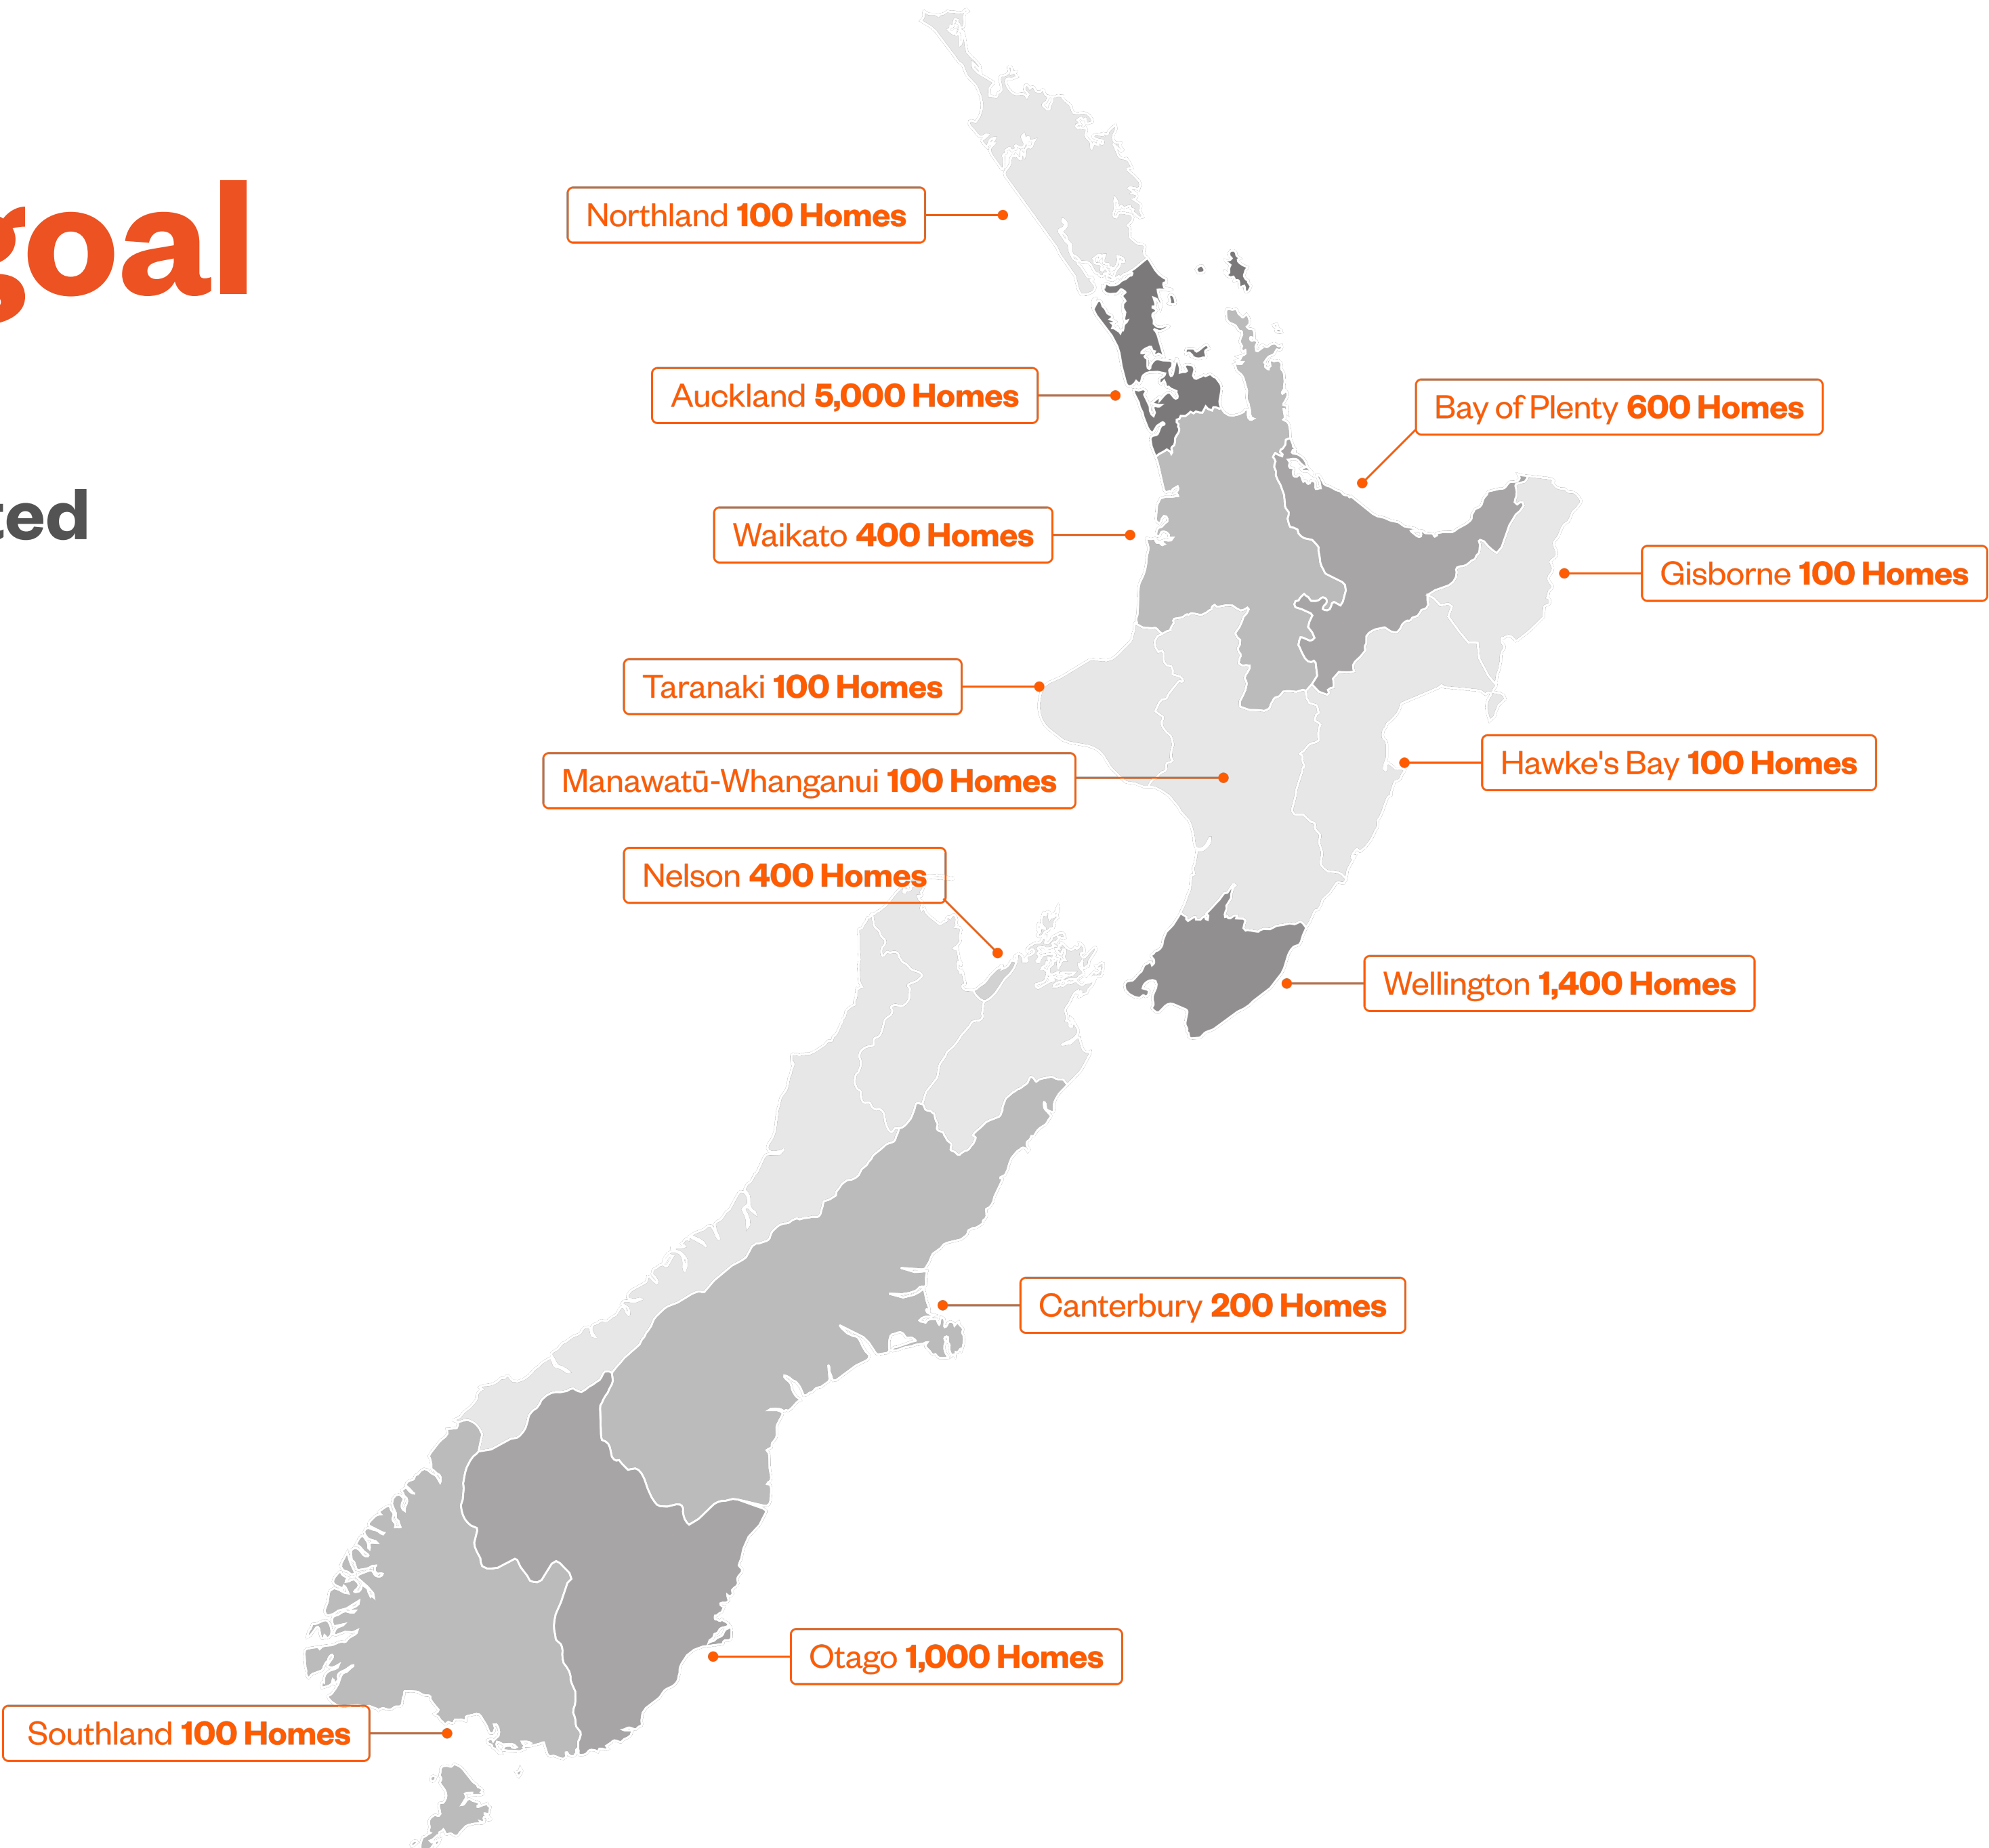 goal
ted
Northland 100 Homes
Auckland 5,000 Homes
Bay of Plenty 600 Homes
Waikato 400 Homes
Gisborne 100 Homes
Taranaki 100 Homes
Hawke's Bay 100 Homes
Manawatū-Whanganui 100 Homes
Nelson 400 Homes
Wellington 1,400 Homes
Canterbury 200 Homes
Otago 1,000 Homes
Southland 100 Homes